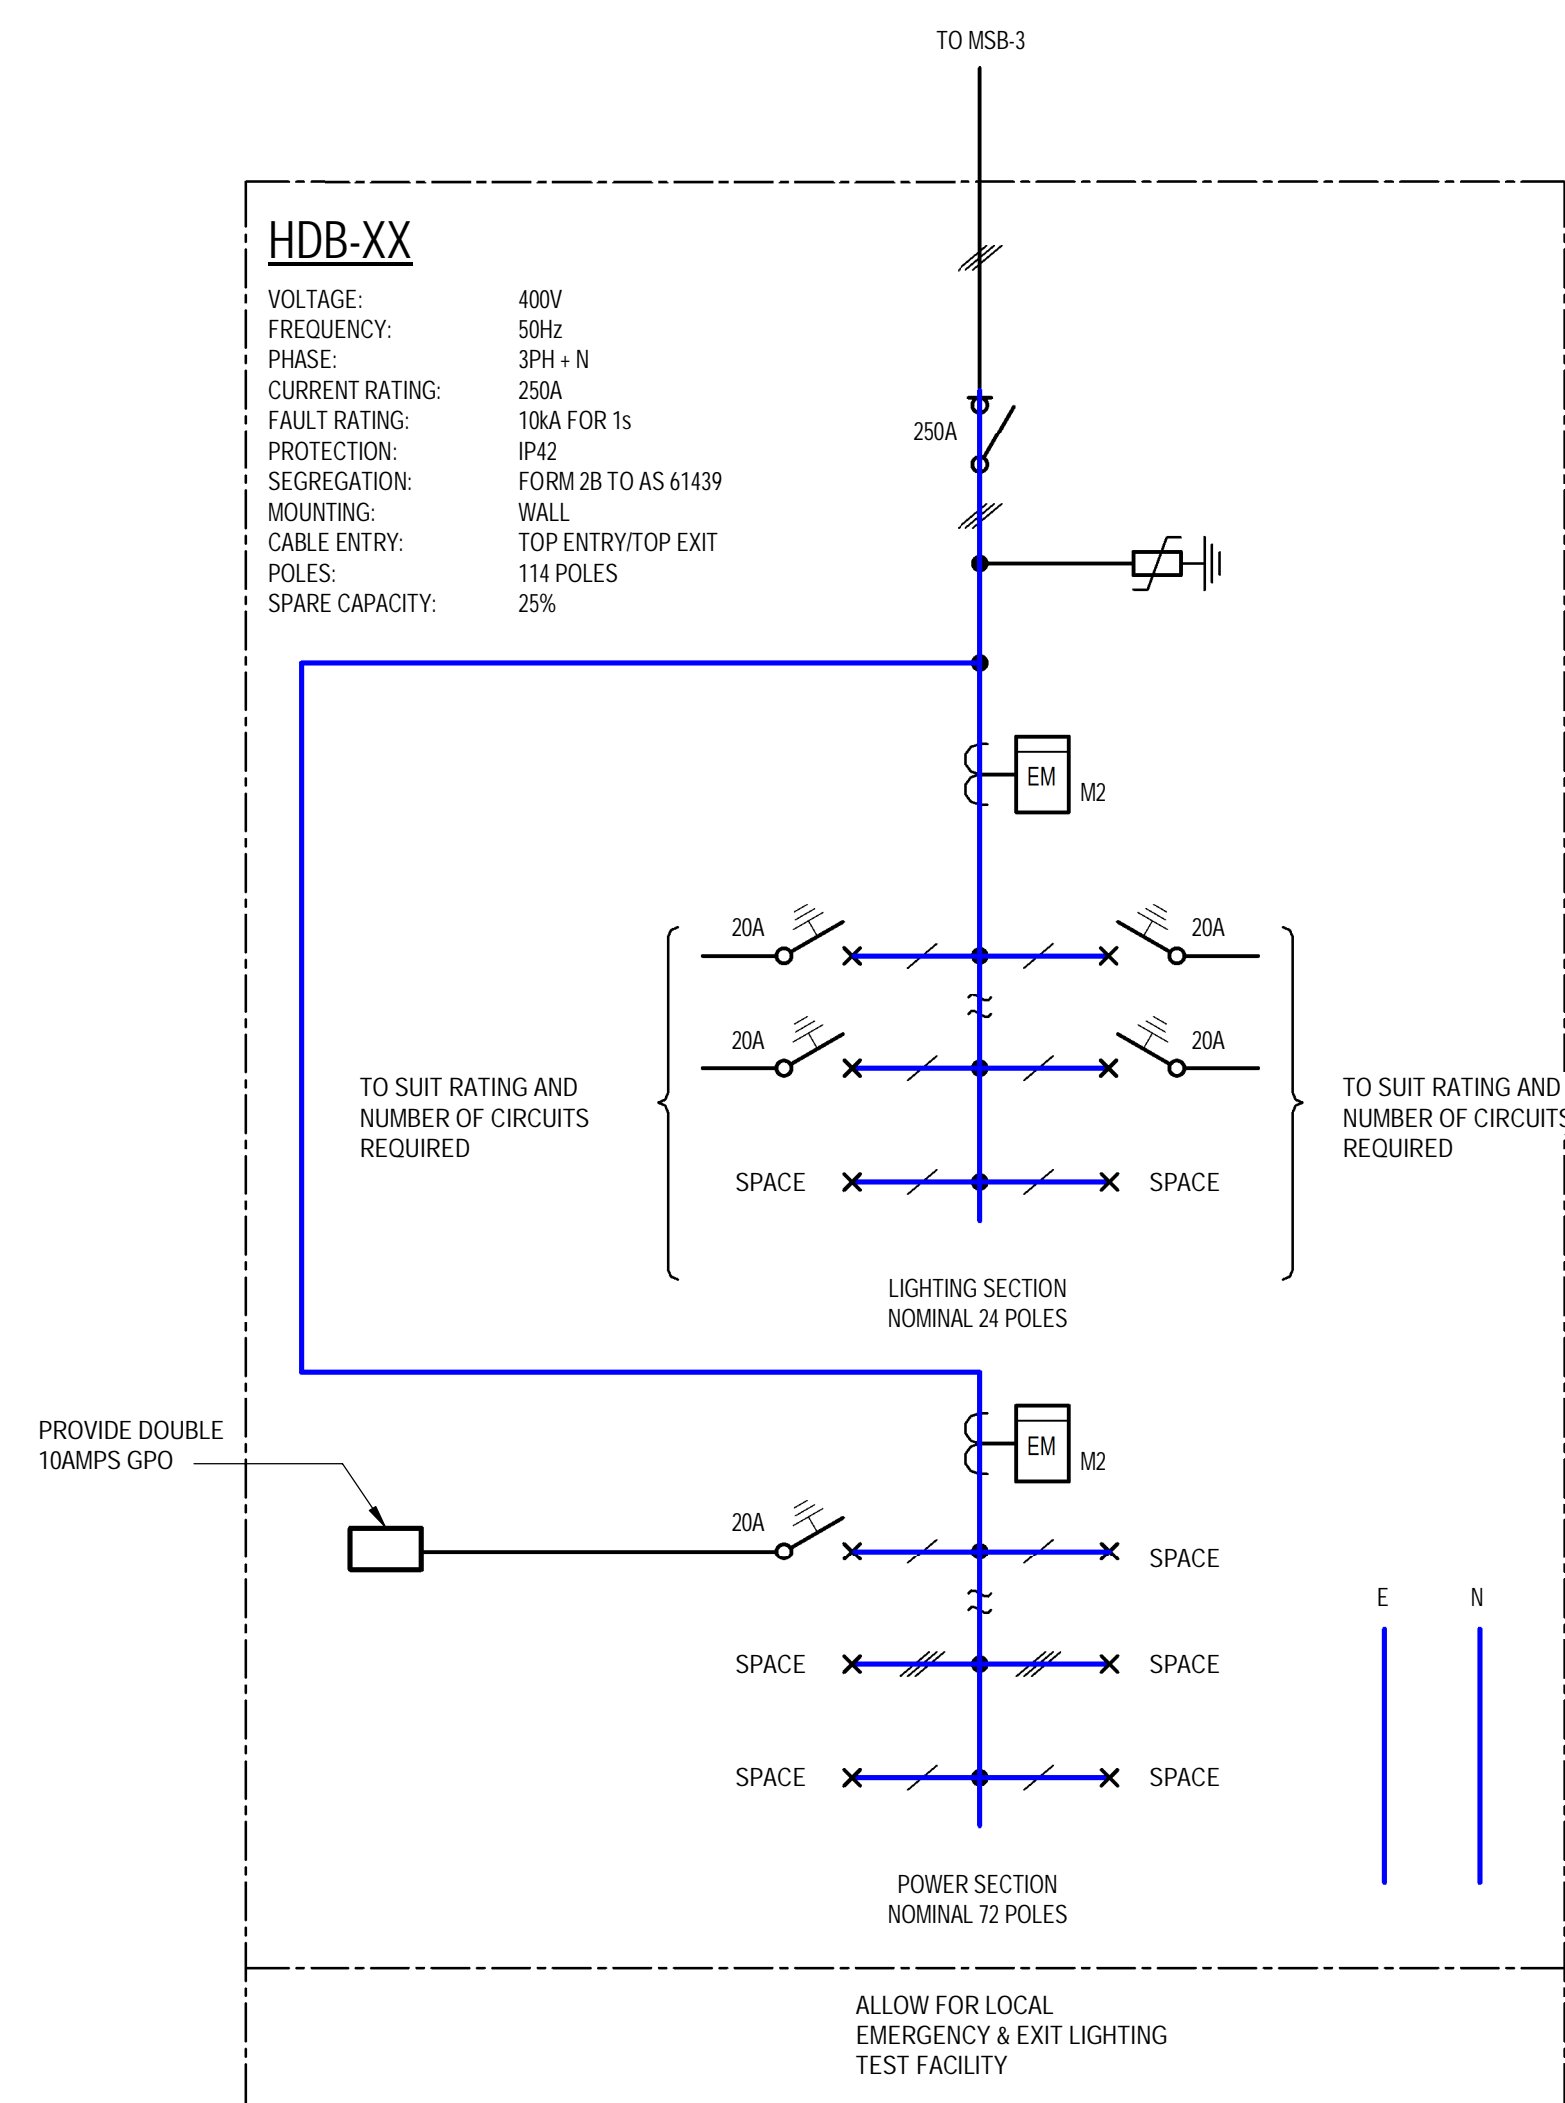 TO MSB-3
HDB-XX
VOLTAGE: 400V
FREQUENCY: 50Hz
PHASE: 3PH + N
CURRENT RATING: 250A
FAULT RATING: 10kA FOR 1s
PROTECTION: IP42
SEGREGATION: FORM 2B TO AS 61439
MOUNTING: WALL
CABLE ENTRY: TOP ENTRY/TOP EXIT
POLES: 114 POLES
SPARE CAPACITY: 25%
250A
EM
M2
20A 20A
20A 20A
TO SUIT RATING AND
NUMBER OF CIRCUITS
REQUIRED
TO SUIT RATING AND
NUMBER OF CIRCUITS
REQUIRED
SPACE SPACE
LIGHTING SECTION
NOMINAL 24 POLES
PROVIDE DOUBLE
10AMPS GPO
EM
M2
20A
SPACE
E N
SPACE SPACE
SPACE SPACE
POWER SECTION
NOMINAL 72 POLES
ALLOW FOR LOCAL
EMERGENCY & EXIT LIGHTING
TEST FACILITY